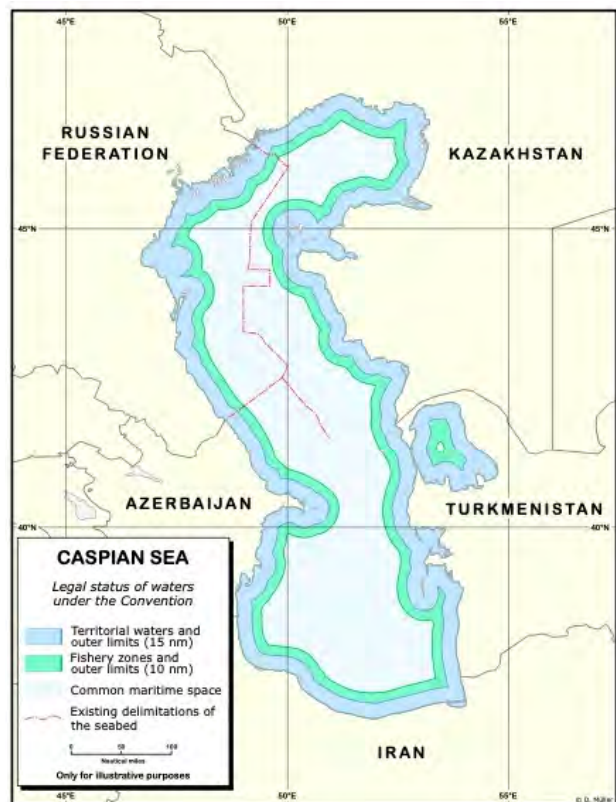 45°E 50°E 55°E
RUSSIAN
FEDERATION
KAZAKHSTAN
45°N
45°N
AZERBAIJAN
TURKMENISTAN
40°N
40°N
IRAN
CASPIAN SEA
Legal status of waters
under the Convention
Territorial waters and
outer limits (15 nm)
Fishery zones and
outer limits (10 nm)
Common maritime space
Existing delimitations of
the seabed
0 50 100
Nautical miles
Only for illustrative purposes
45°E 50°E 55°E